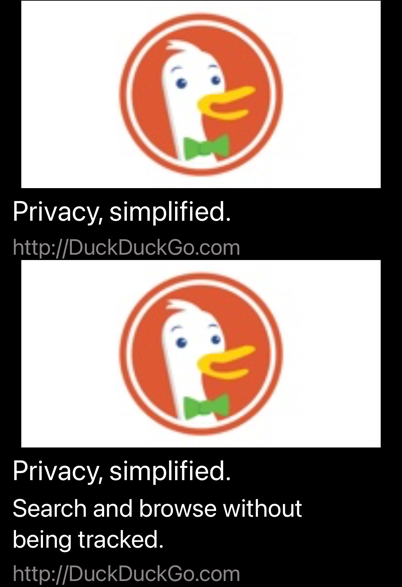 Privacy, simplified.
http://DuckDuckGo.com
Privacy, simplified.
Search and browse without
being tracked.
http://DuckDuckGo.com